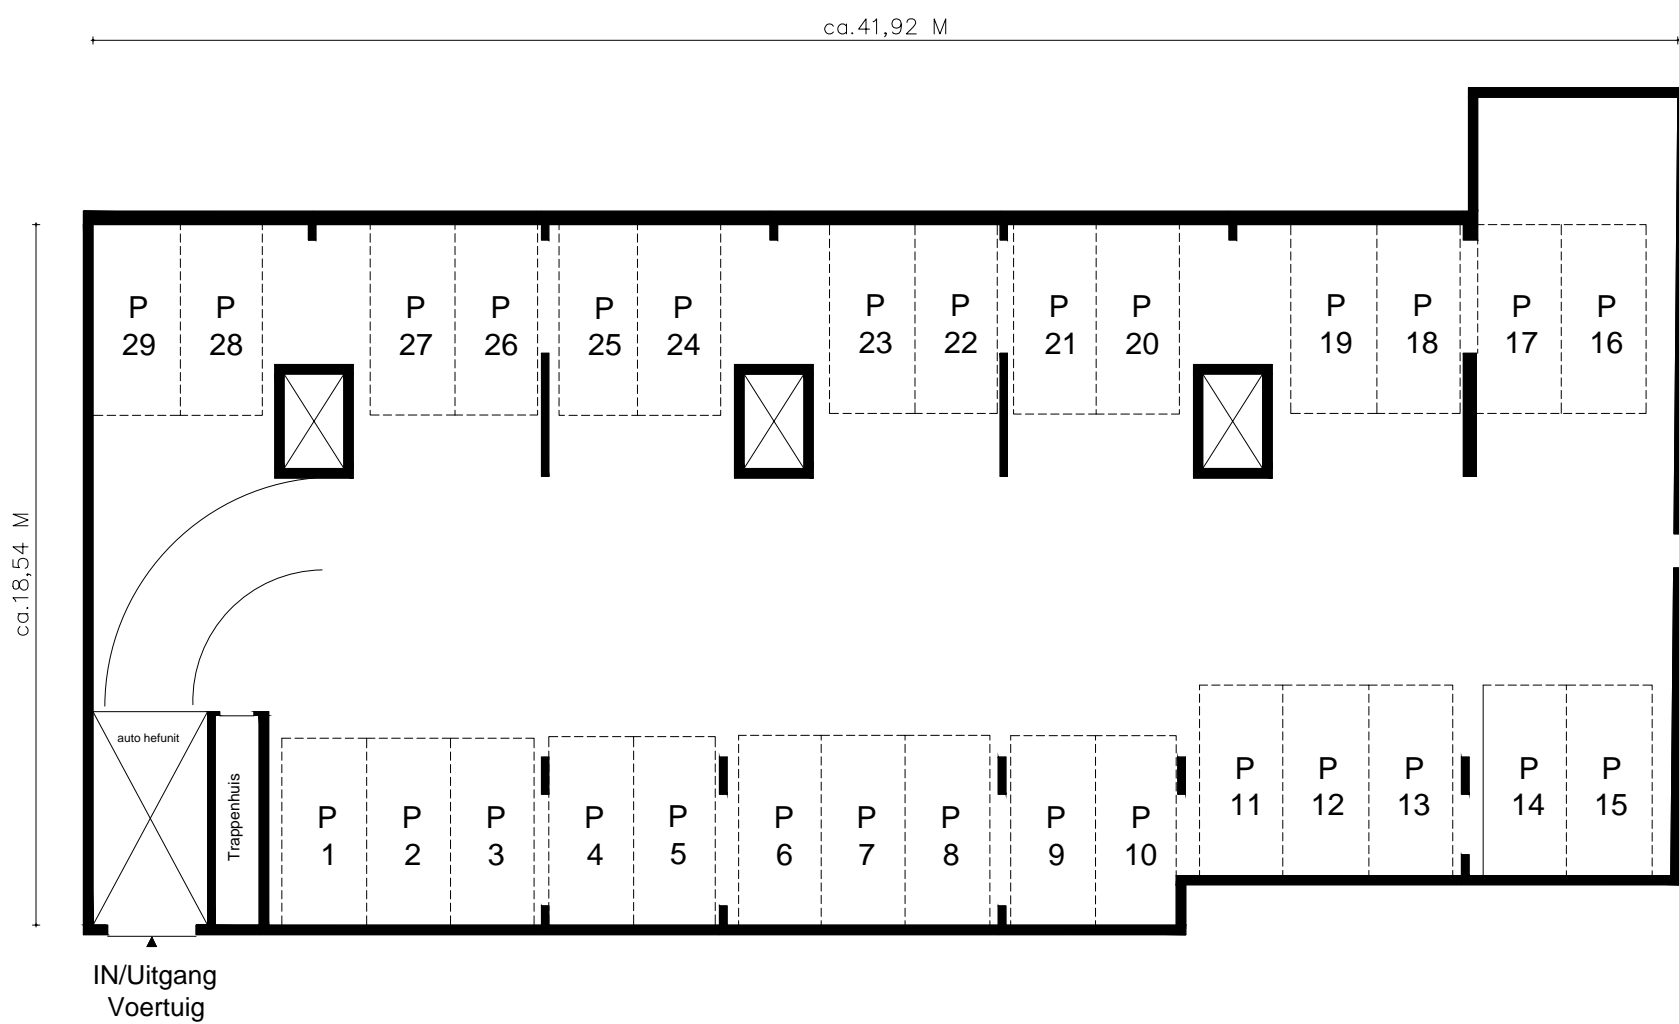 ca.41,92 M
ca.18,54 M
P
29
P
28
P
27
P
26
P
25
P
24
P
23
P
22
P
21
P
20
P
19
P
18
P
17
P
16
auto hefunit
Trappenhuis
P
1
P
2
P
3
P
4
P
5
P
6
P
7
P
8
P
9
P
10
P
11
P
12
P
13
P
14
P
15
IN/Uitgang
Voertuig